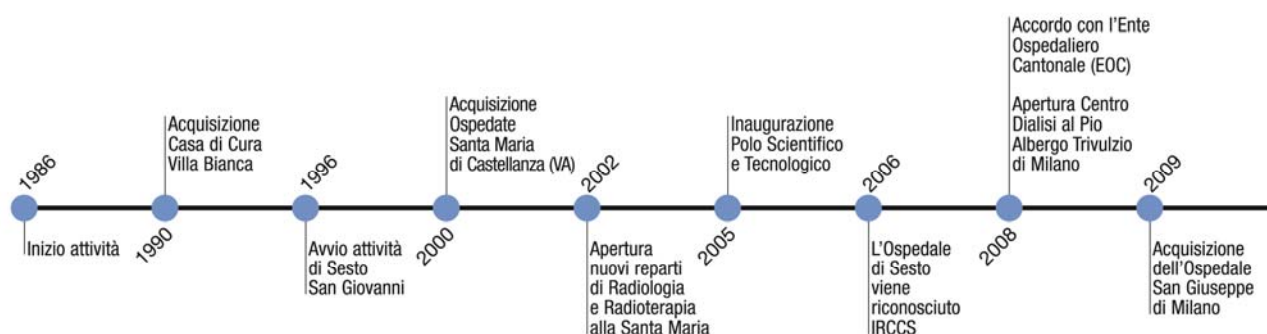 1986
Inizio attività
1990
Acquisizione
Casa di Cura
Villa Bianca
1996
Avvio attività
di Sesto
San Giovanni
2000
Acquisizione
Ospedate
Santa Maria
di Castellanza (VA)
2002
Apertura
nuovi reparti
di Radiologia
e Radioterapia
alla Santa Maria
2005
Inaugurazione
Polo Scientifico
e Tecnologico
2006
L'Ospedale
di Sesto
viene
riconosciuto
IRCCS
2008
Accordo con l'Ente
Ospedaliero
Cantonale (EOC)
Apertura Centro
Dialisi al Pio
Albergo Trivulzio
di Milano
2009
Acquisizione
dell'Ospedale
San Giuseppe
di Milano